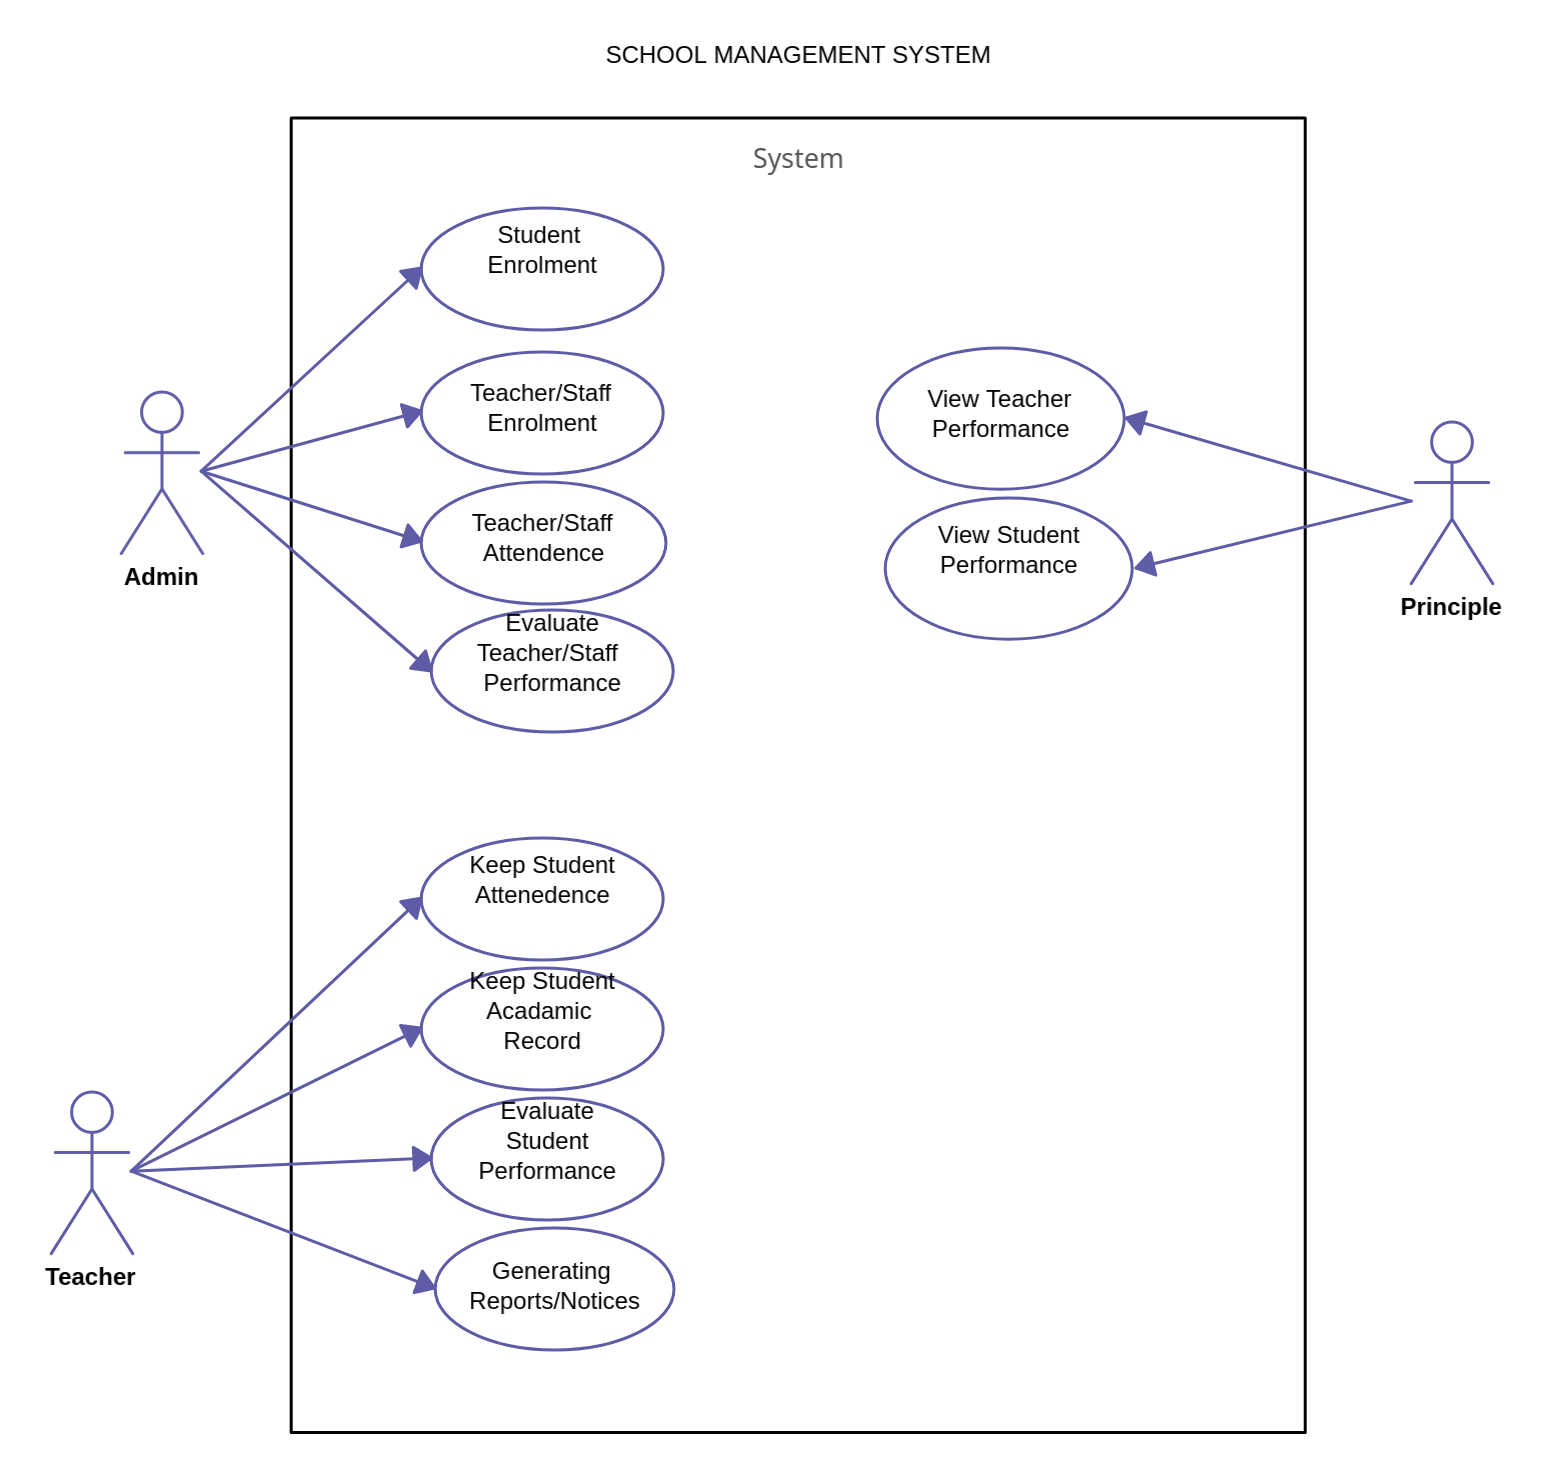 SCHOOL MANAGEMENT SYSTEM
System
Student
Enrolment
Teacher/Staff
Enrolment
Teacher/Staff
Attendence
Evaluate
Teacher/Staff
Performance
Admin
View Teacher
Performance
View Student
Performance
Principle
Keep Student
Attenedence
Keep Student
Acadamic
Record
Evaluate
Student
Performance
Generating
Reports/Notices
Teacher